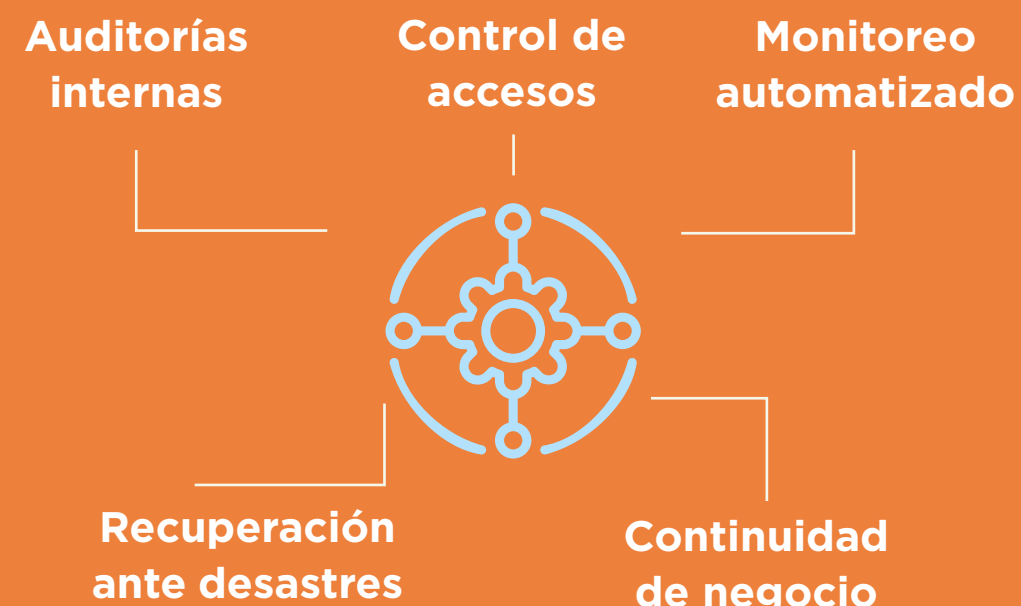 Auditorías
internas
Control de
accesos
Monitoreo
automatizado
Recuperación
ante desastres
Continuidad
de negocio